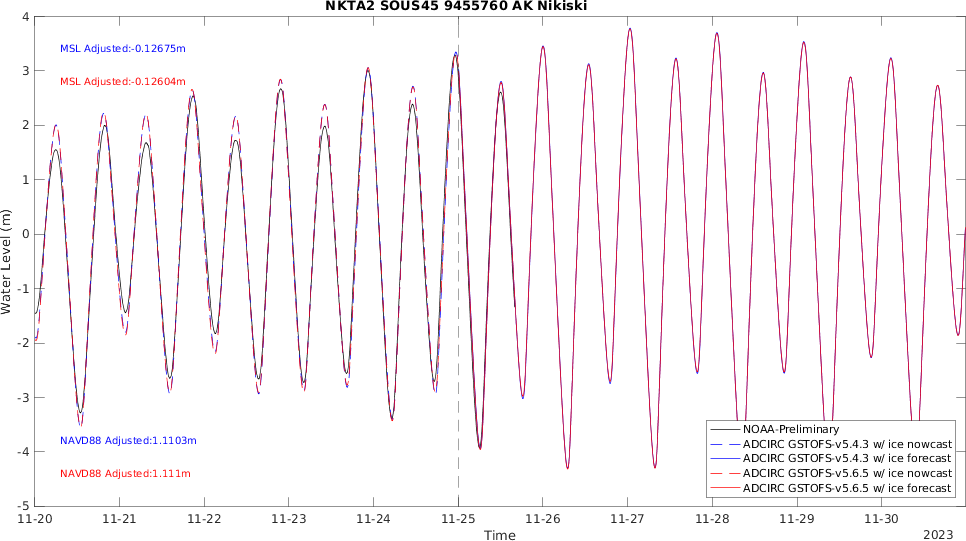 NKTA2 SOUS45 9455760 AK Nikiski
MSL Adjusted:-0.12675m
MSL Adjusted:-0.12604m
NAVD88 Adjusted:1.1103m
NAVD88 Adjusted:1.111m
Water Level (m)
4
3
2
1
0
-1
-2
-3
-4
-5
NOAA-Preliminary
ADCIRC GSTOFS-v5.4.3 w/ ice nowcast
ADCIRC GSTOFS-v5.4.3 w/ ice forecast
ADCIRC GSTOFS-v5.6.5 w/ ice nowcast
ADCIRC GSTOFS-v5.6.5 w/ ice forecast
11-20 11-21 11-22 11-23 11-24 11-25 11-26 11-27 11-28 11-29 11-30
Time
2023